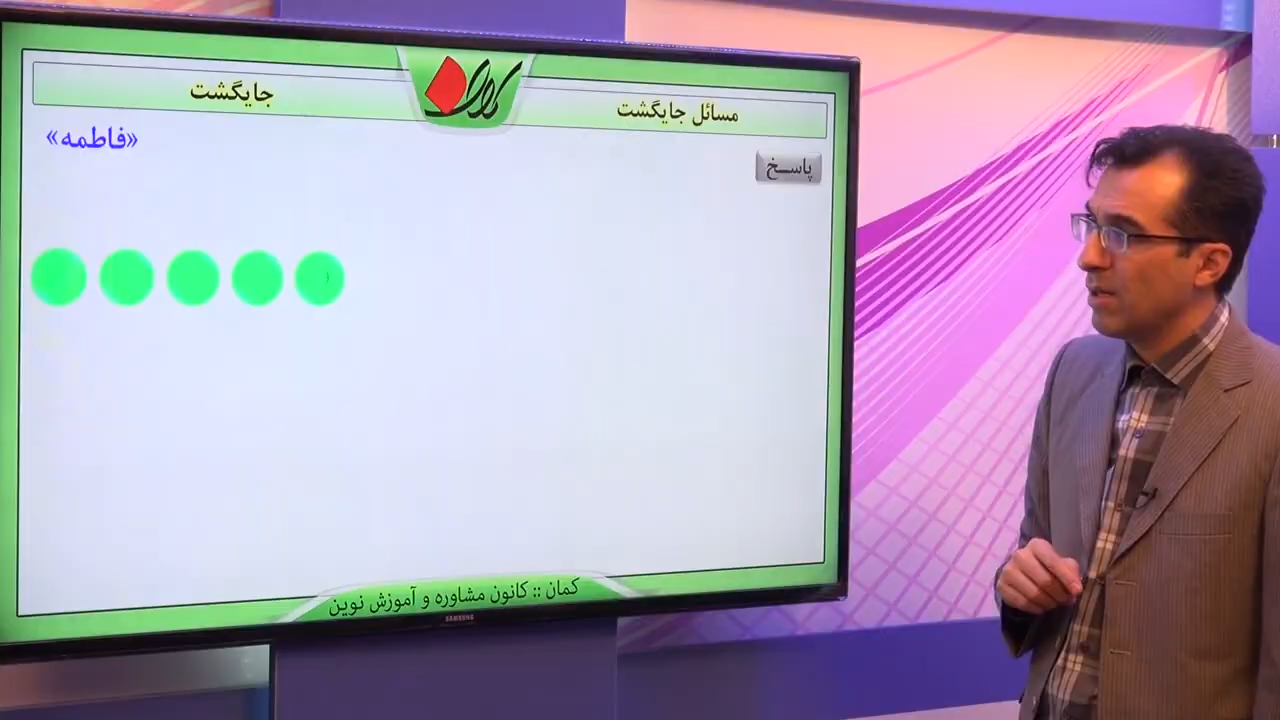 مسائل جایگشت
جایگشت
«فاطمه»
پاسخ
کمان :: کانون مشاوره و آموزش نوین
SAMSUNG